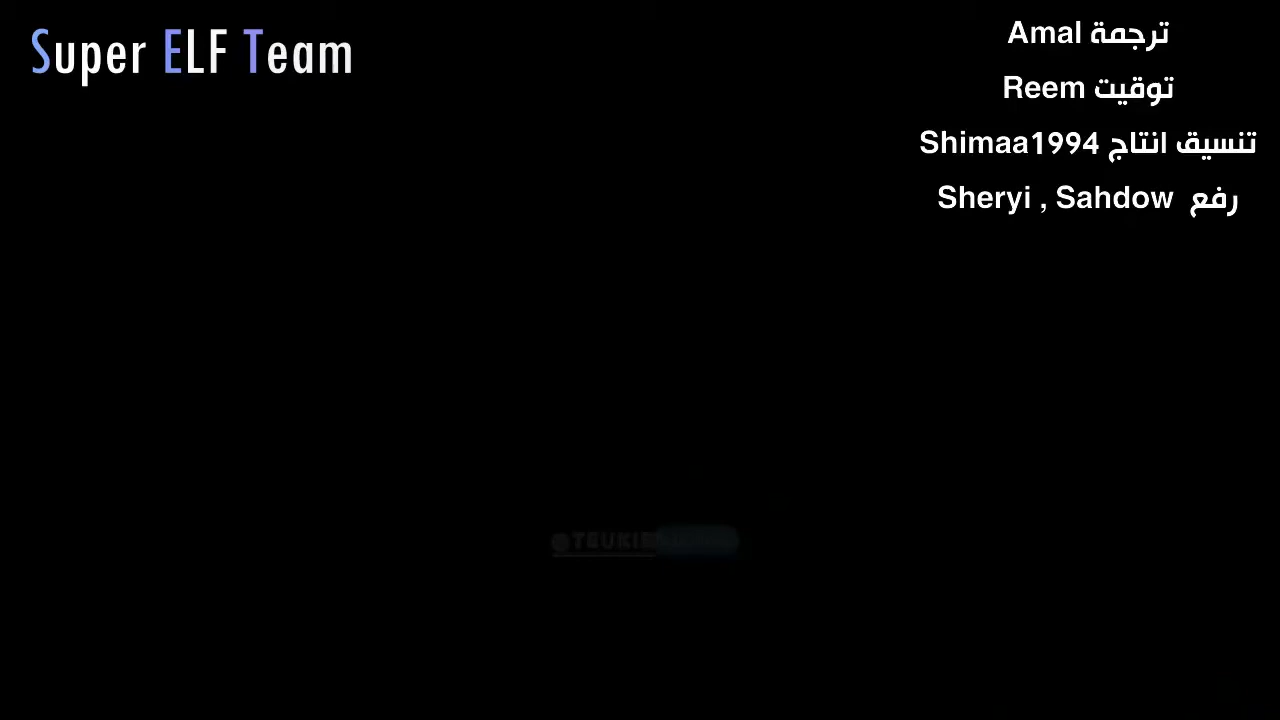 Super ELF Team
ترجمة Amal
توقيت Reem
تنسيق انتاج Shimaa1994
رفع Sheryi , Sahdow